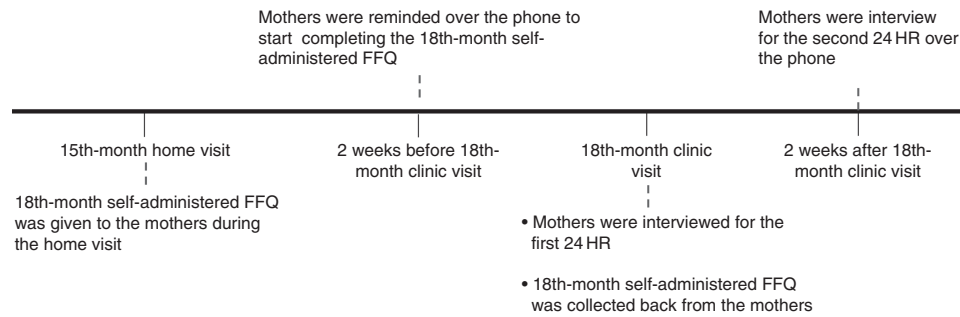 Mothers were reminded over the phone to
start completing the 18th-month self-
administered FFQ
Mothers were interview
for the second 24 HR over
the phone
15th-month home visit
2 weeks before 18th-
month clinic visit
18th-month clinic
visit
2 weeks after 18th-
month clinic visit
18th-month self-administered FFQ
was given to the mothers during
the home visit
• Mothers were interviewed for the
first 24 HR
• 18th-month self-administered FFQ
was collected back from the mothers